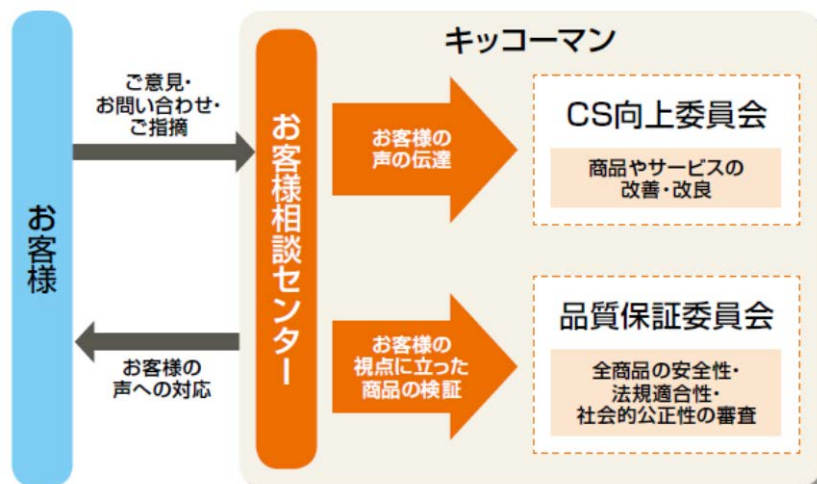 キッコーマン
お客様
ご意見・
お問い合わせ・
ご指摘
お客様の
声への対応
お客様相談センター
お客様の
声の伝達
CS向上委員会
商品やサービスの
改善・改良
お客様の
視点に立った
商品の検証
品質保証委員会
全商品の安全性・
法規適合性・
社会的公正性の審査